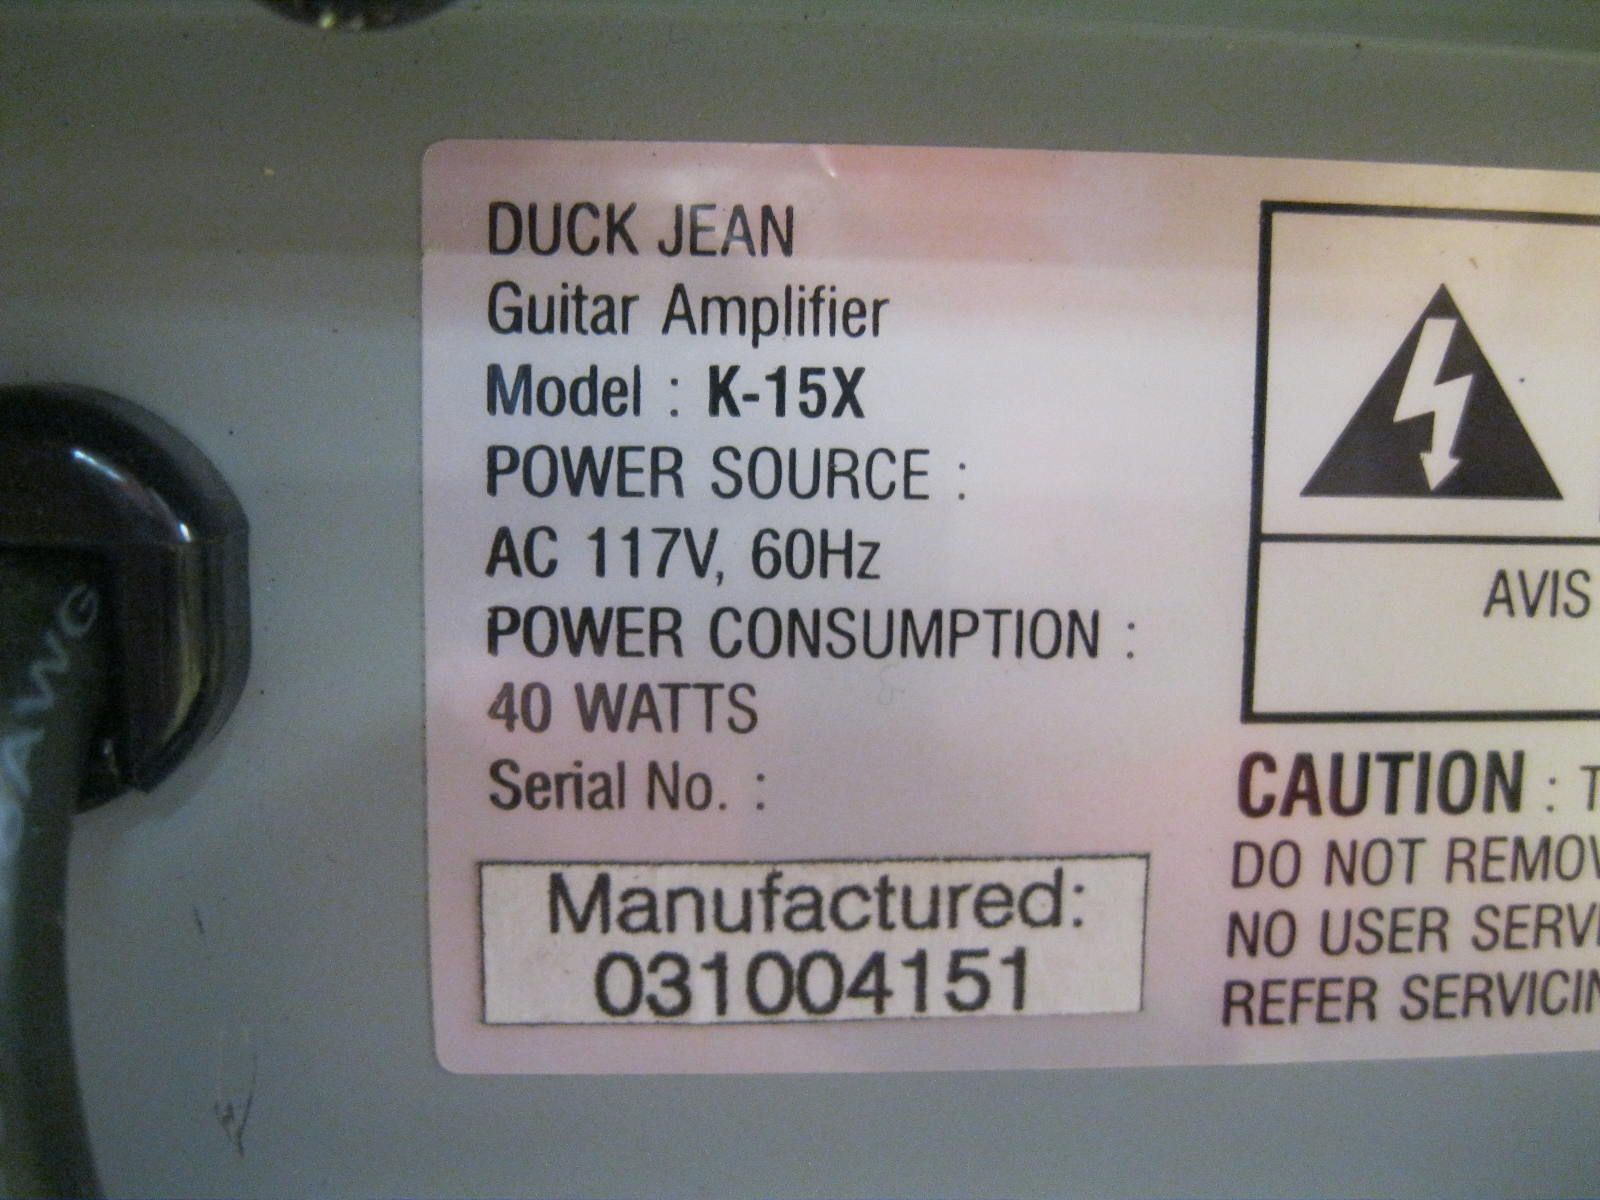 DUCK JEAN
Guitar Amplifier
Model : K-15X
POWER SOURCE :
AC 117V, 60Hz
POWER CONSUMPTION :
40 WATTS
Serial No. :
Manufactured:
031004151
AVIS
CAUTION :
DO NOT
NO USER
REFER
AWG